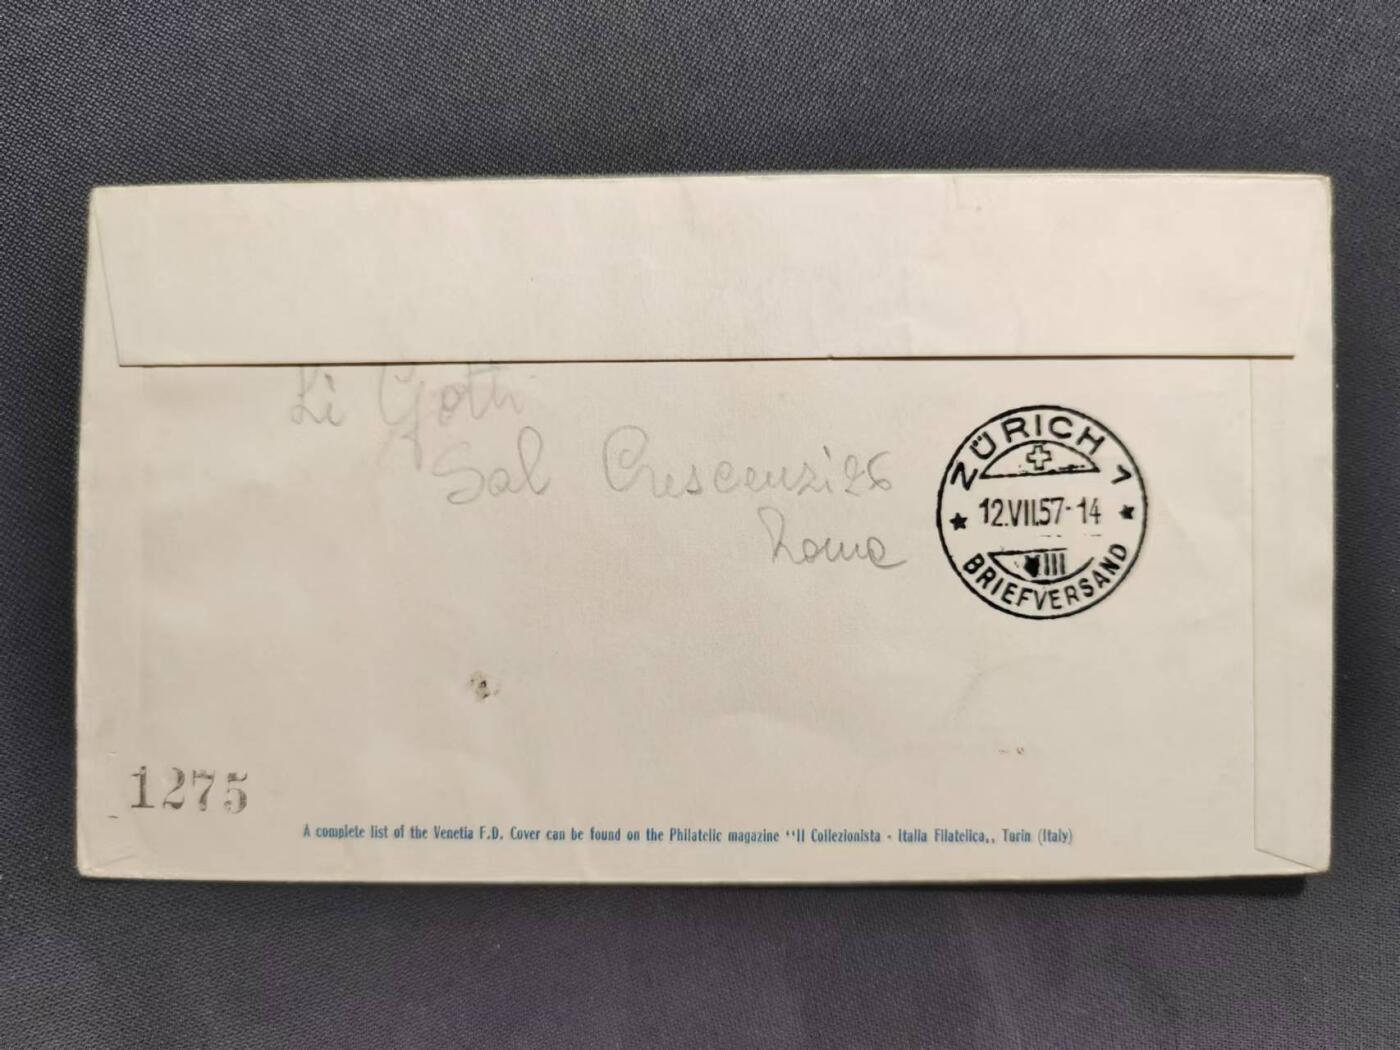 Li Gotti
Sal Crescenzi 26
Roma
ZÜRICH 1
12.VII.57-14
VIII
BRIEFVERSAND
1275
A complete list of the Venetia F.D. Cover can be found on the Philatelic magazine ‘‘Il Collezionista - Italia Filatelica,, Turin (Italy)